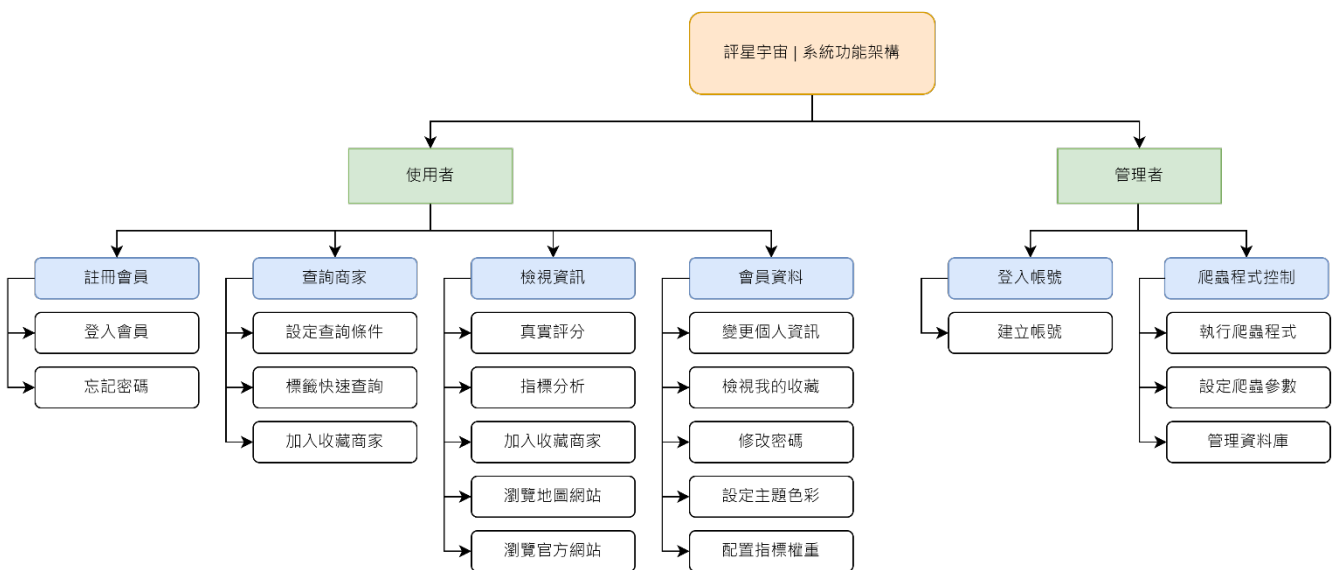 評星宇宙 | 系統功能架構
使用者
管理者
註冊會員
登入會員
忘記密碼
查詢商家
設定查詢條件
標籤快速查詢
加入收藏商家
檢視資訊
真實評分
指標分析
加入收藏商家
瀏覽地圖網站
瀏覽官方網站
會員資料
變更個人資訊
檢視我的收藏
修改密碼
設定主題色彩
配置指標權重
登入帳號
建立帳號
爬蟲程式控制
執行爬蟲程式
設定爬蟲參數
管理資料庫